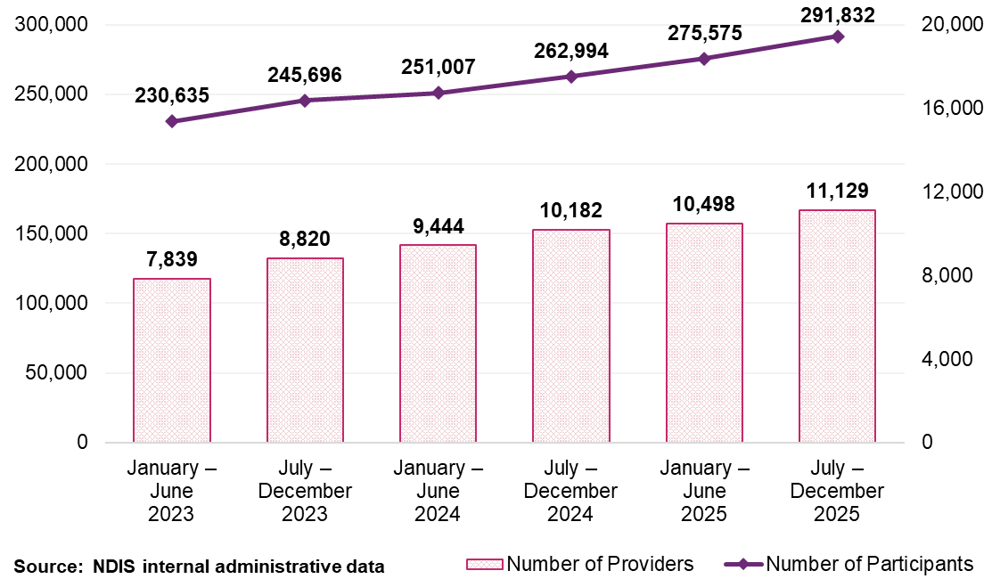 300,000
250,000
200,000
150,000
100,000
50,000
0
20,000
16,000
12,000
8,000
4,000
0
230,635
245,696
251,007
262,994
275,575
291,832
7,839
8,820
9,444
10,182
10,498
11,129
January –
June
2023
July –
December
2023
January –
June
2024
July –
December
2024
January –
June
2025
July –
December
2025
Source: NDIS internal administrative data
Number of Providers
Number of Participants